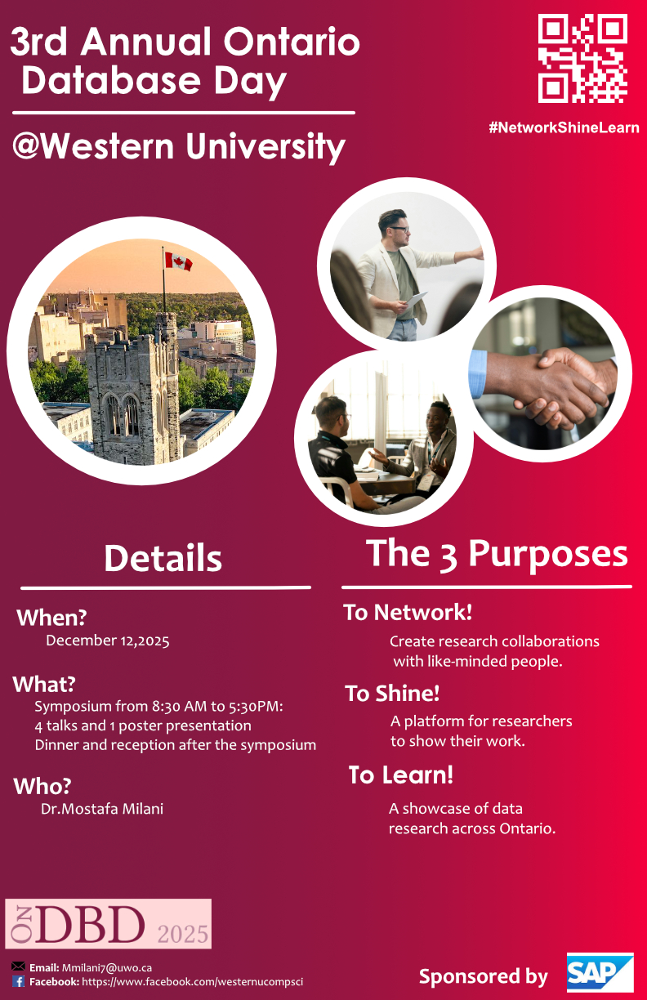 3rd Annual Ontario
Database Day
@Western University
#NetworkShineLearn
Details
When?
December 12,2025
What?
Symposium from 8:30 AM to 5:30PM:
4 talks and 1 poster presentation
Dinner and reception after the symposium
Who?
Dr.Mostafa Milani
The 3 Purposes
To Network!
Create research collaborations
with like-minded people.
To Shine!
A platform for researchers
to show their work.
To Learn!
A showcase of data
research across Ontario.
ON DBD 2025
Email: Mmilani7@uwo.ca
Facebook: https://www.facebook.com/westernucompsci
Sponsored by SAP